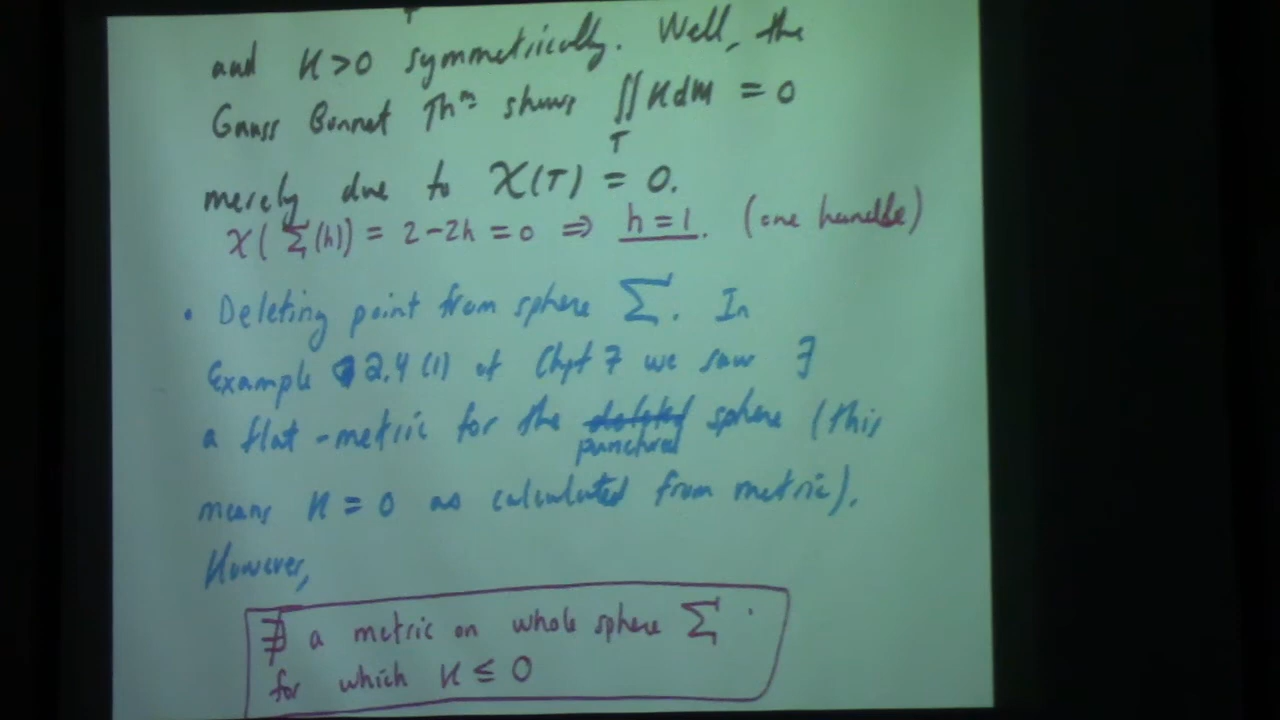 and K>0 symmetrically. Well, the
Gauss Bonnet Thᵐ shows ∬_T K dM = 0
merely due to χ(T) = 0.
χ(Σ(h)) = 2-2h = 0 ⇒ h=1. (one handle)
• Deleting point from sphere Σ. In
Example 2.4 (1) of Chpt 7 we saw ∃
a flat-metric for the punctured sphere (this
means K = 0 as calculated from metric).
However,
∄ a metric on whole sphere Σ
for which K ≤ 0